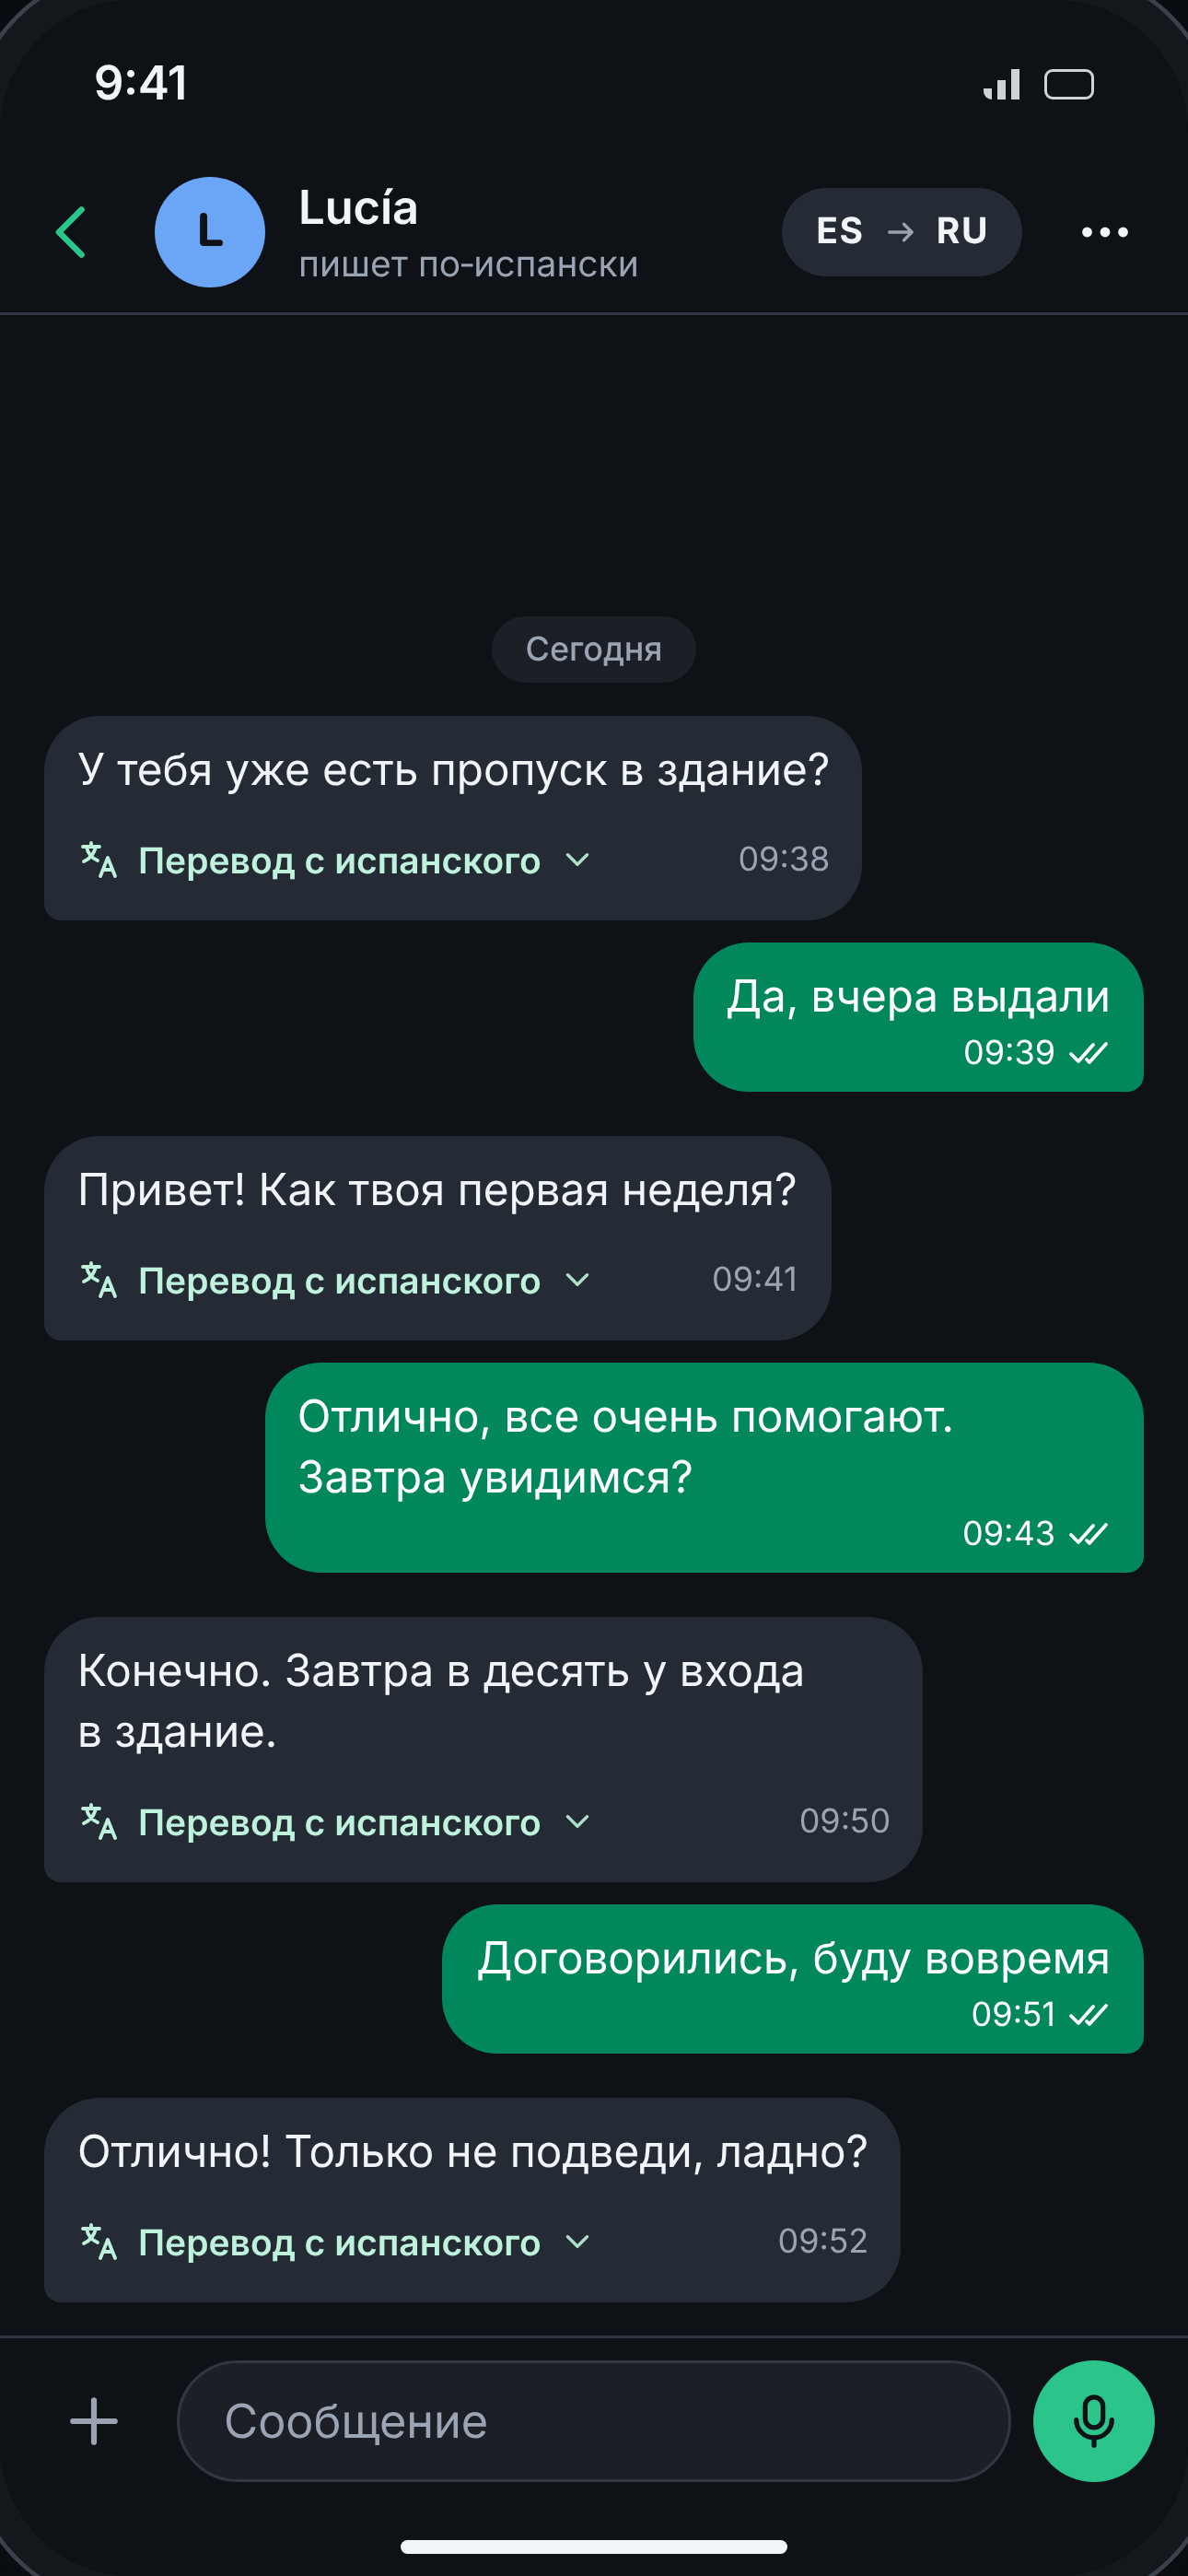 9:41
L
Lucía
пишет по-испански
ES → RU
Сегодня
У тебя уже есть пропуск в здание?
Перевод с испанского
09:38
Да, вчера выдали
09:39
Привет! Как твоя первая неделя?
Перевод с испанского
09:41
Отлично, все очень помогают.
Завтра увидимся?
09:43
Конечно. Завтра в десять у входа
в здание.
Перевод с испанского
09:50
Договорились, буду вовремя
09:51
Отлично! Только не подведи, ладно?
Перевод с испанского
09:52
Сообщение